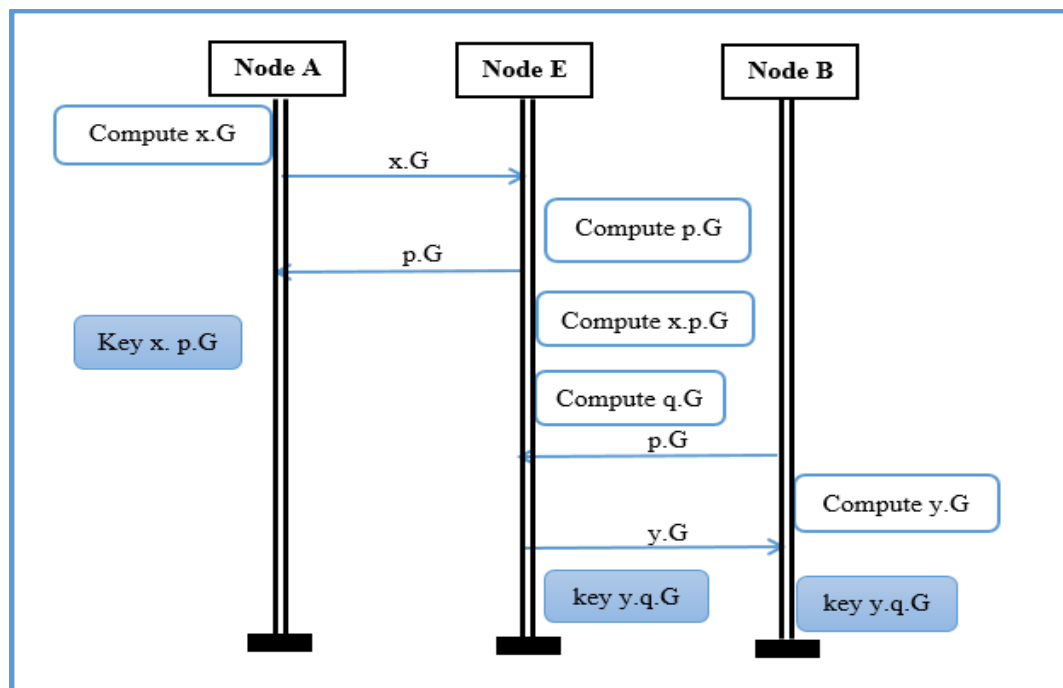 Node A
Node E
Node B
Compute x.G
x.G
Compute p.G
p.G
Compute x.p.G
Key x. p.G
Compute q.G
p.G
Compute y.G
y.G
key y.q.G
key y.q.G